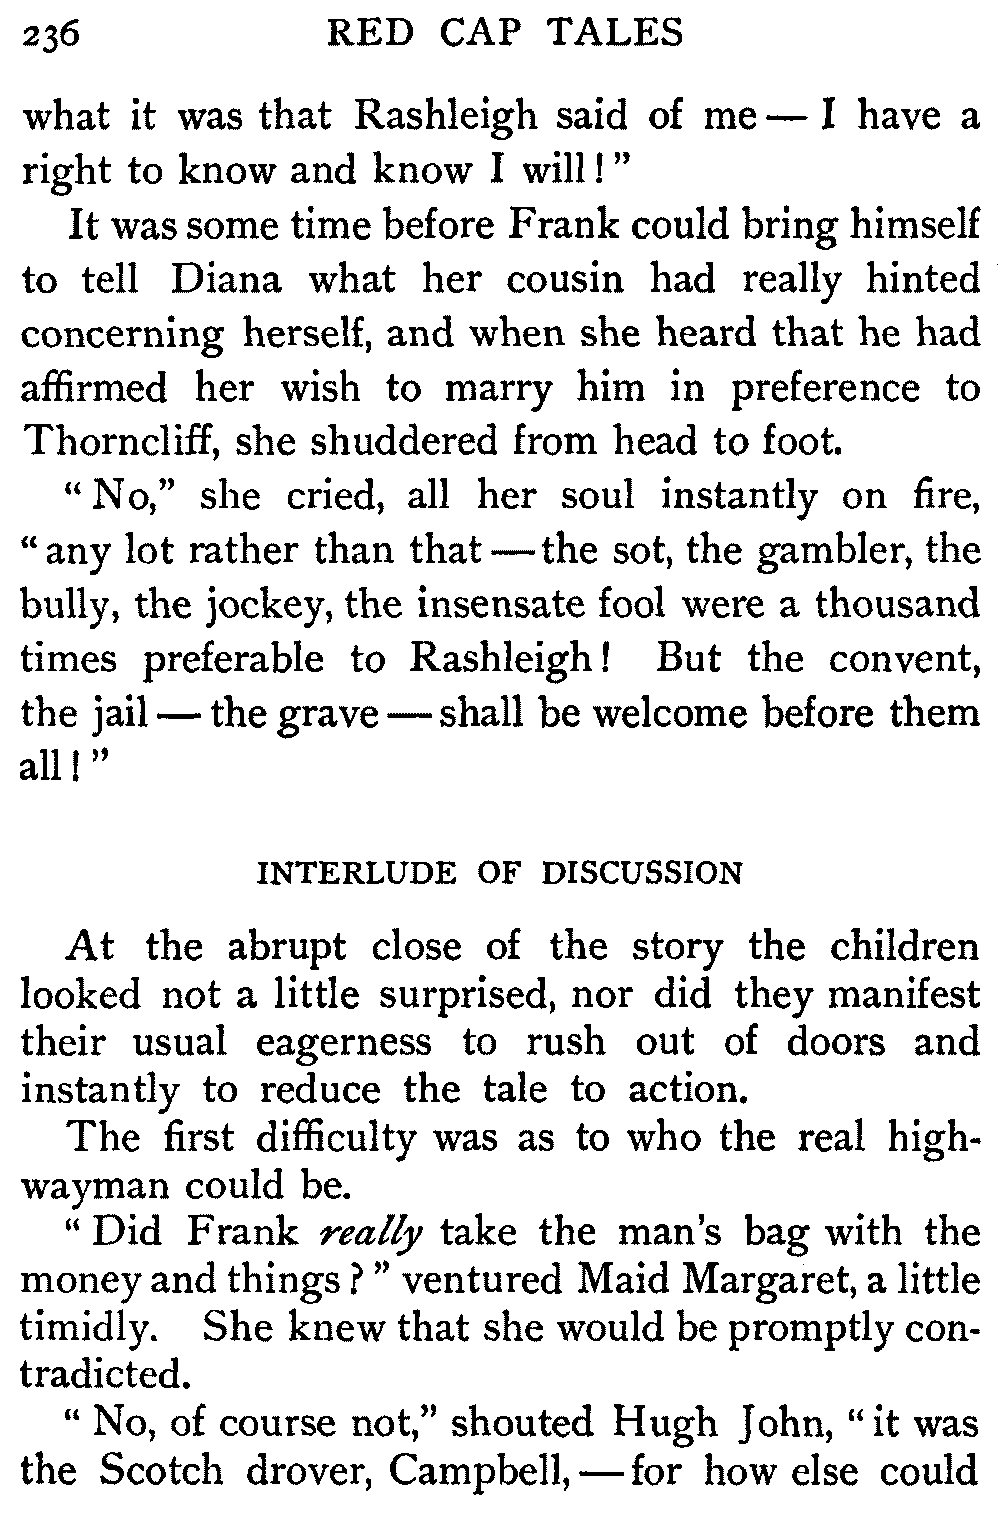 236 RED CAP TALES
what it was that Rashleigh said of me — I have a
right to know and know I will! "
It was some time before Frank could bring himself
to tell Diana what her cousin had really hinted
concerning herself, and when she heard that he had
affirmed her wish to marry him in preference to
Thorncliff, she shuddered from head to foot.
" No," she cried, all her soul instantly on fire,
" any lot rather than that — the sot, the gambler, the
bully, the jockey, the insensate fool were a thousand
times preferable to Rashleigh! But the convent,
the jail — the grave — shall be welcome before them
all! "
INTERLUDE OF DISCUSSION
At the abrupt close of the story the children
looked not a little surprised, nor did they manifest
their usual eagerness to rush out of doors and
instantly to reduce the tale to action.
The first difficulty was as to who the real high-
wayman could be.
" Did Frank really take the man's bag with the
money and things? " ventured Maid Margaret, a little
timidly. She knew that she would be promptly con-
tradicted.
" No, of course not," shouted Hugh John, " it was
the Scotch drover, Campbell, — for how else could